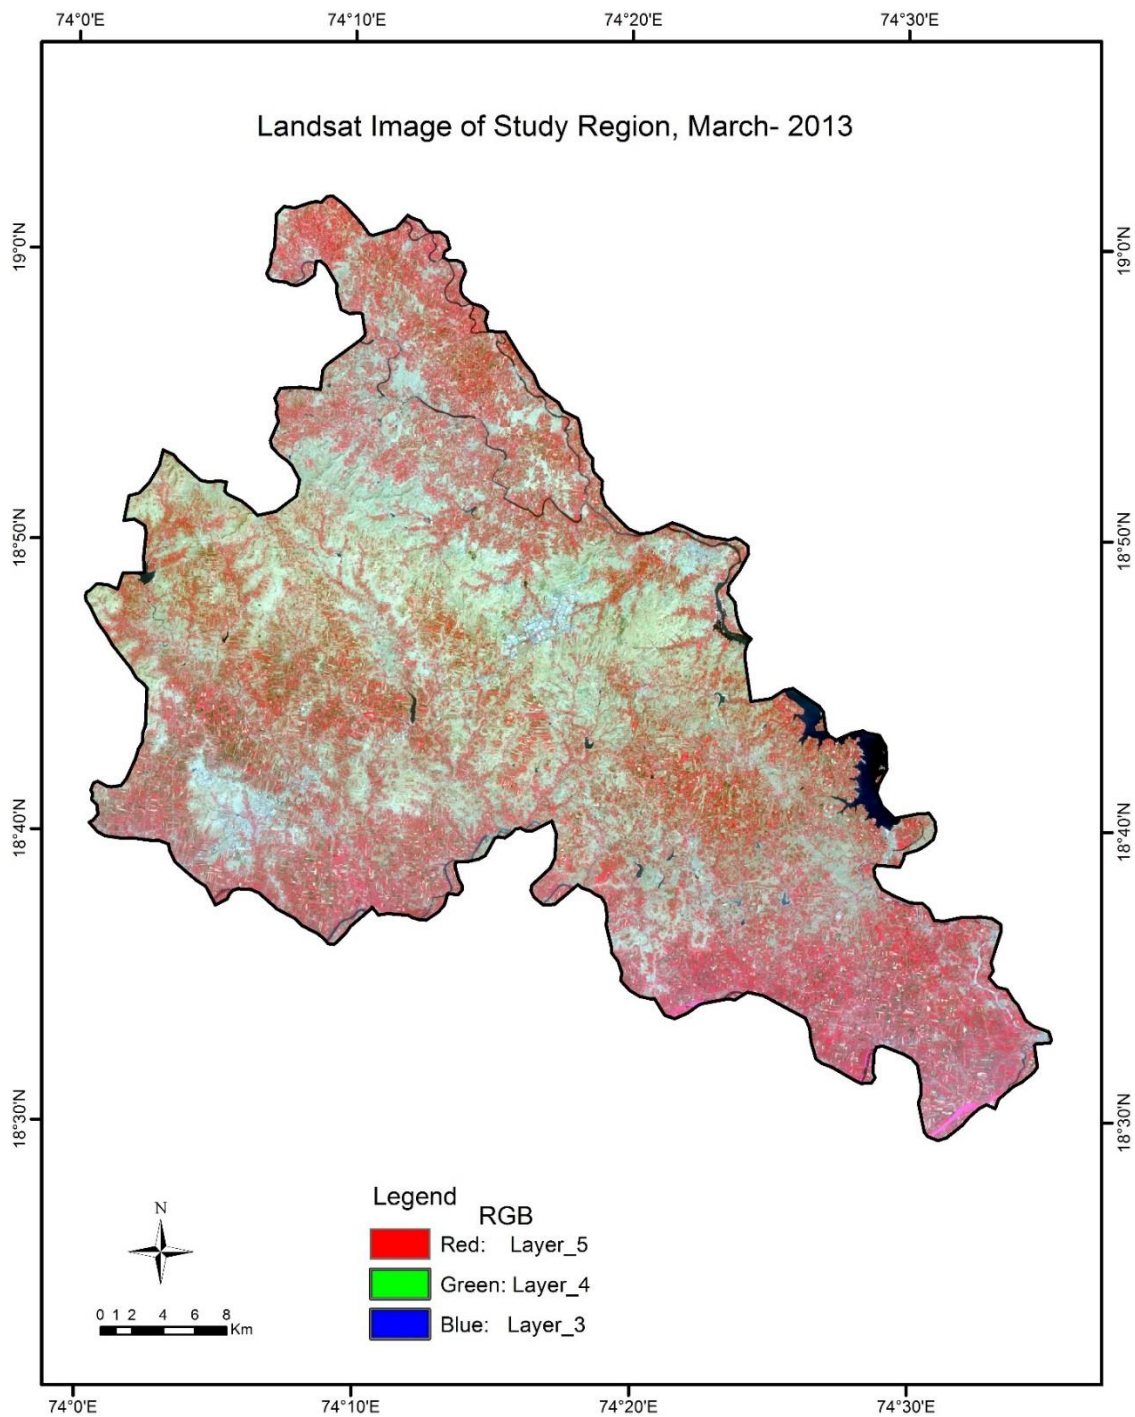 74°0'E 74°10'E 74°20'E 74°30'E
Landsat Image of Study Region, March- 2013
19°0'N 19°0'N
18°50'N 18°50'N
18°40'N 18°40'N
18°30'N 18°30'N
Legend
RGB
N
Red: Layer_5
Green: Layer_4
Blue: Layer_3
0 1 2 4 6 8
Km
74°0'E 74°10'E 74°20'E 74°30'E